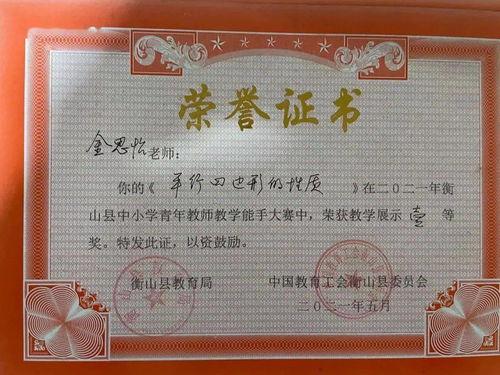 荣誉证书
金思怡老师：
你的《 平行四边形的性质 》在二〇二一年衡
山县中小学青年教师教学能手大赛中，荣获教学展示 壹 等
奖。特发此证，以资鼓励。
衡山县教育局 中国教育工会衡山县委员会
二〇二一年五月